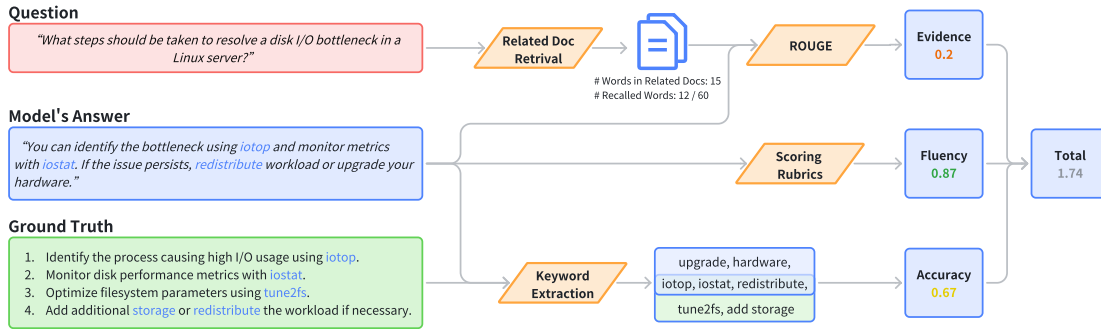 Question
“What steps should be taken to resolve a disk I/O bottleneck in a
Linux server?”
Related Doc
Retrival
# Words in Related Docs: 15
# Recalled Words: 12 / 60
ROUGE
Evidence
0.2
Model's Answer
“You can identify the bottleneck using iotop and monitor metrics
with iostat. If the issue persists, redistribute workload or upgrade your
hardware.”
Scoring
Rubrics
Fluency
0.87
Total
1.74
Ground Truth
1. Identify the process causing high I/O usage using iotop.
2. Monitor disk performance metrics with iostat.
3. Optimize filesystem parameters using tune2fs.
4. Add additional storage or redistribute the workload if necessary.
Keyword
Extraction
upgrade, hardware,
iotop, iostat, redistribute,
tune2fs, add storage
Accuracy
0.67